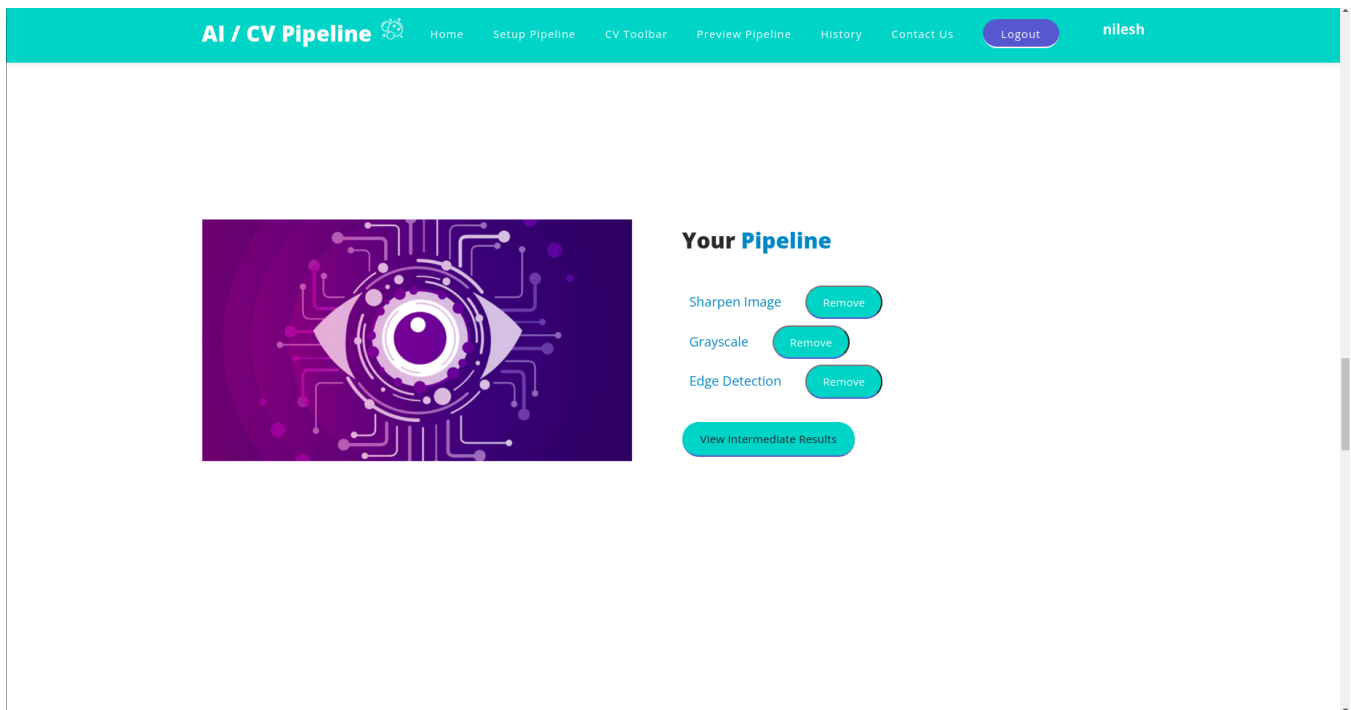 AI / CV Pipeline Home Setup Pipeline CV Toolbar Preview Pipeline History Contact Us Logout nilesh
Your Pipeline
Sharpen Image Remove
Grayscale Remove
Edge Detection Remove
View Intermediate Results